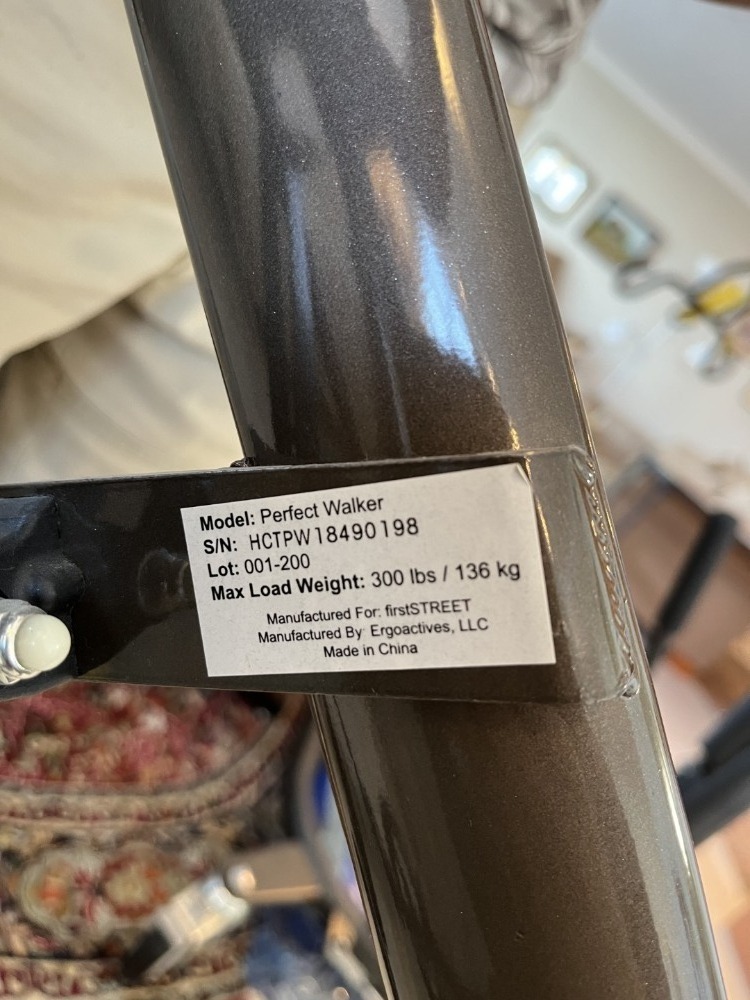 Model: Perfect Walker
S/N: HCTPW18490198
Lot: 001-200
Max Load Weight: 300 lbs / 136 kg
Manufactured For: firstSTREET
Manufactured By: Ergoactives, LLC
Made in China